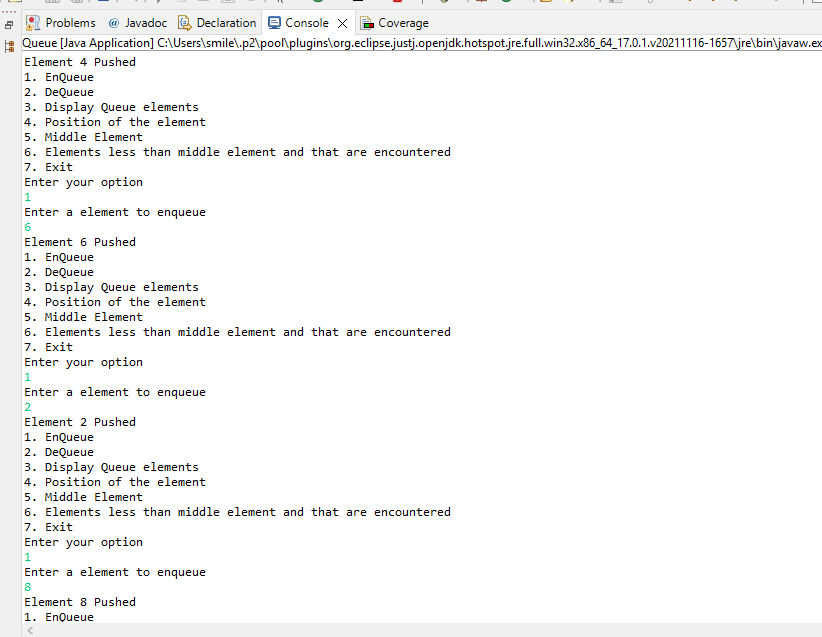 Problems @ Javadoc Declaration Console Coverage
Queue [Java Application] C:\Users\smile\.p2\pool\plugins\org.eclipse.justj.openjdk.hotspot.jre.full.win32.x86_64_17.0.1.v20211116-1657\jre\bin\javaw.ex
Element 4 Pushed
1. EnQueue
2. DeQueue
3. Display Queue elements
4. Position of the element
5. Middle Element
6. Elements less than middle element and that are encountered
7. Exit
Enter your option
1
Enter a element to enqueue
6
Element 6 Pushed
1. EnQueue
2. DeQueue
3. Display Queue elements
4. Position of the element
5. Middle Element
6. Elements less than middle element and that are encountered
7. Exit
Enter your option
1
Enter a element to enqueue
2
Element 2 Pushed
1. EnQueue
2. DeQueue
3. Display Queue elements
4. Position of the element
5. Middle Element
6. Elements less than middle element and that are encountered
7. Exit
Enter your option
1
Enter a element to enqueue
8
Element 8 Pushed
1. EnQueue